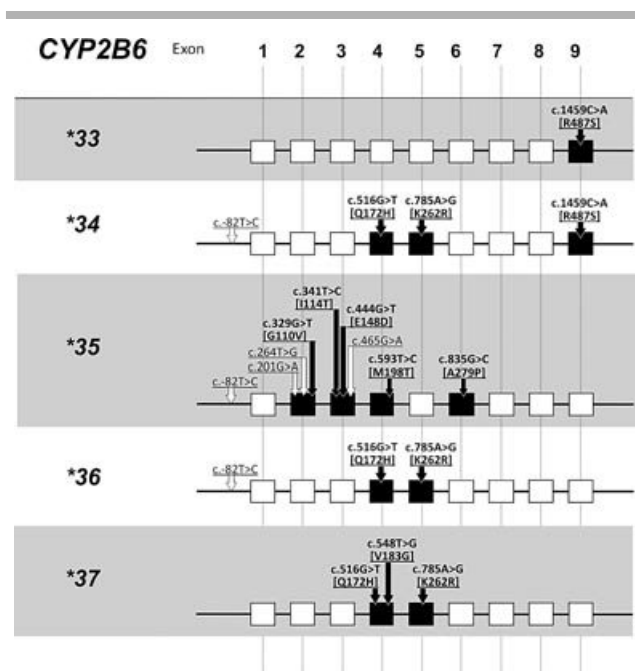 CYP2B6 Exon 1 2 3 4 5 6 7 8 9
c.1459C>A
[R487S]
*33
c.516G>T c.785A>G c.1459C>A
[Q172H] [K262R] [R487S]
c.-82T>C
*34
c.341T>C
[I114T]
c.444G>T
[E148D]
c.329G>T
[G110V]
c.465G>A
c.264T>G
c.201G>A
c.593T>C c.835G>C
[M198T] [A279P]
c.-82T>C
*35
c.516G>T c.785A>G
[Q172H] [K262R]
c.-82T>C
*36
c.548T>G
[V183G]
c.516G>T c.785A>G
[Q172H] [K262R]
*37